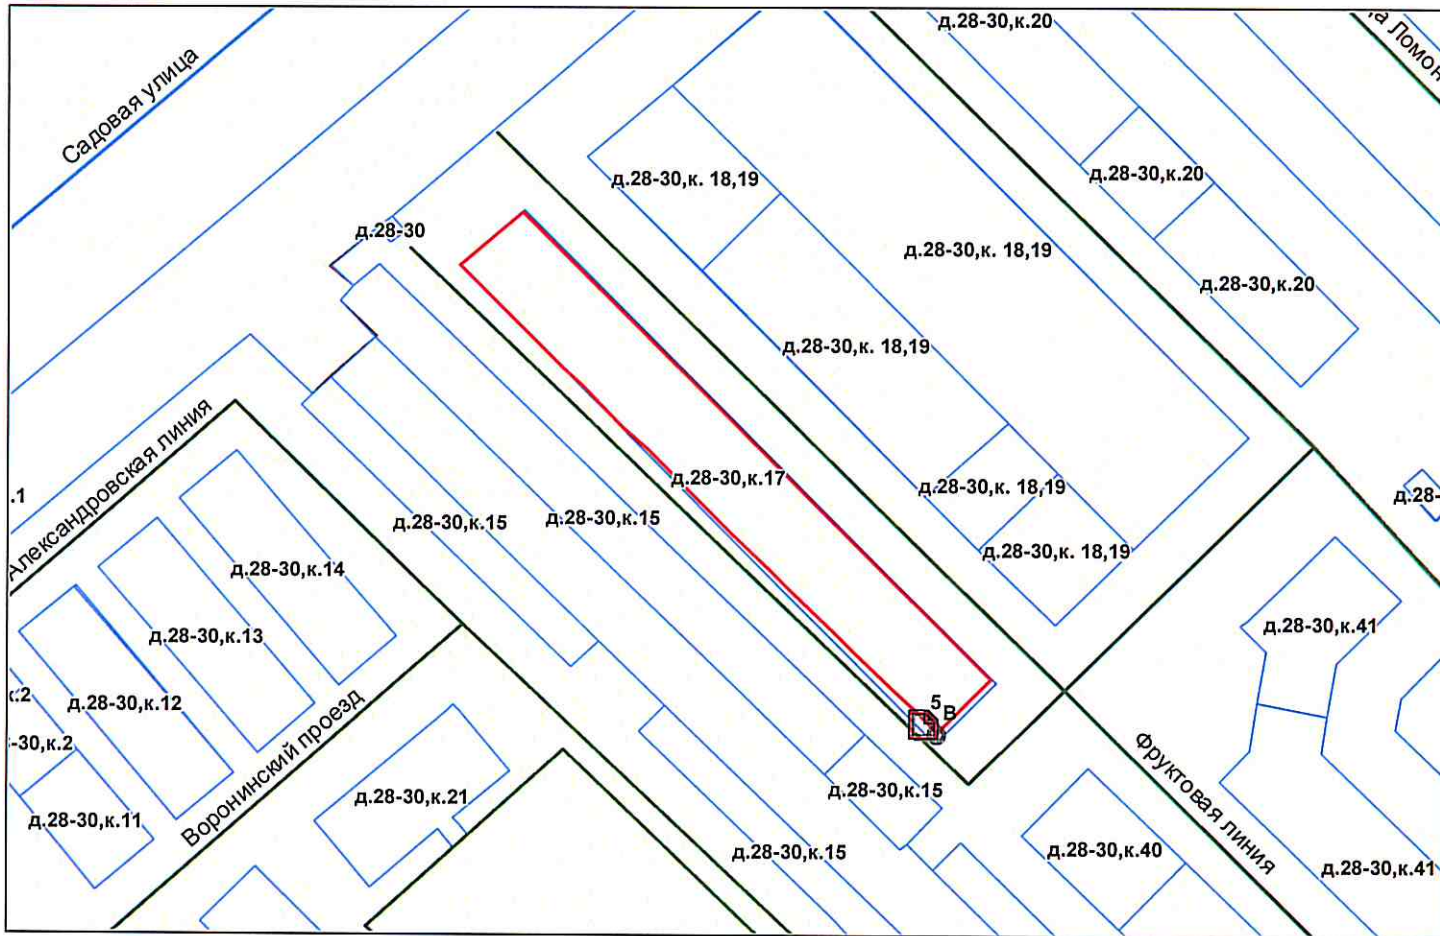 д.28-30,к.20
Садовая улица
д.28-30,к.20
д.28-30,к. 18,19
д.28-30
д.28-30,к. 18,19
д.28-30,к.20
д.28-30,к. 18,19
Александровская линия
.1
д.28-30,к.17
д.28-30,к. 18,19
д.28-
д.28-30,к.15
д.28-30,к.15
д.28-30,к. 18,19
д.28-30,к.14
д.28-30,к.13
д.28-30,к.41
д.28-30,к.12
-30,к.2
5
В
Воронинский проезд
Фруктовая линия
д.28-30,к.15
д.28-30,к.21
д.28-30,к.11
д.28-30,к.15
д.28-30,к.40
д.28-30,к.41